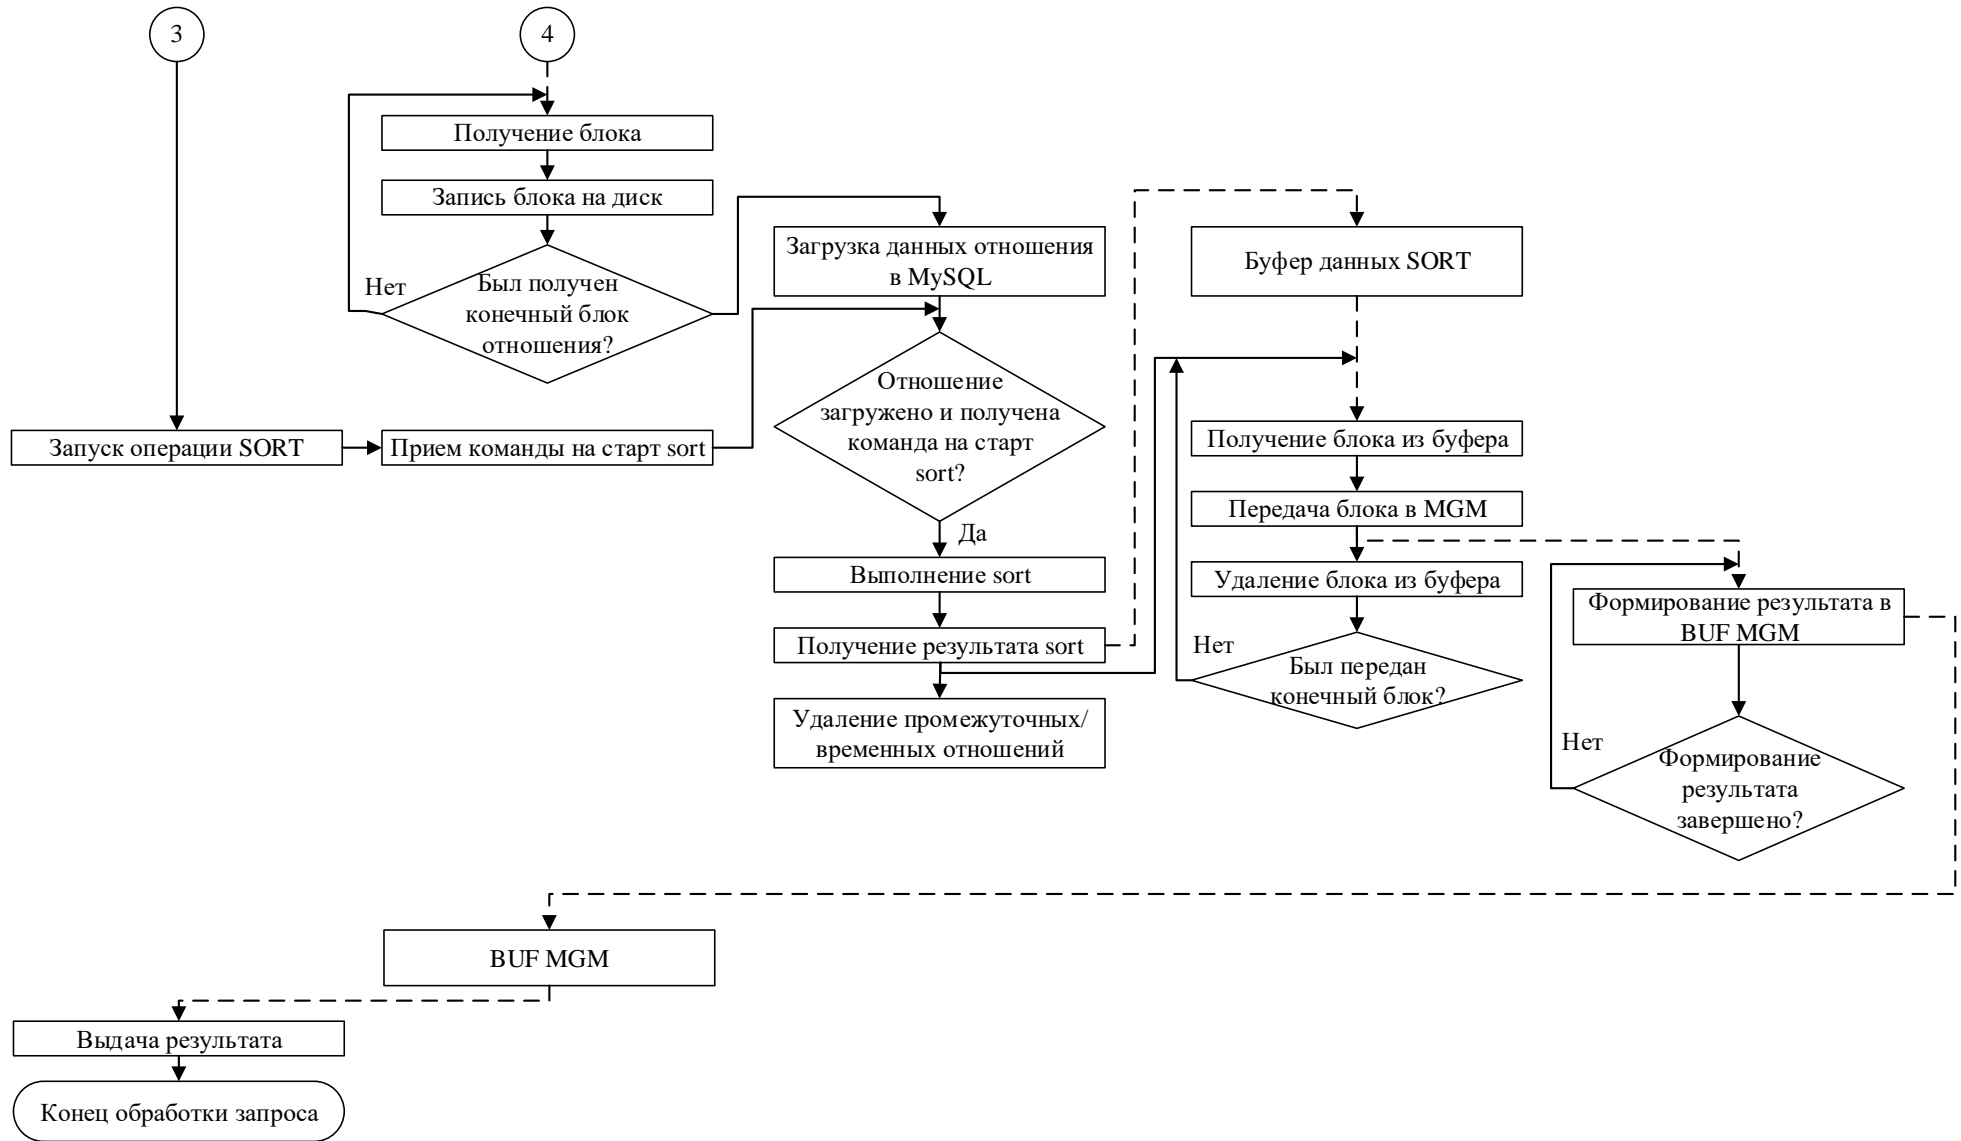 3
4
Получение блока
Запись блока на диск
Нет
Был получен
конечный блок
отношения?
Запуск операции SORT
Прием команды на старт sort
Загрузка данных отношения
в MySQL
Отношение
загружено и получена
команда на старт
sort?
Да
Выполнение sort
Получение результата sort
Удаление промежуточных/
временных отношений
Буфер данных SORT
Получение блока из буфера
Передача блока в MGM
Удаление блока из буфера
Нет
Был передан
конечный блок?
Формирование результата в
BUF MGM
Нет
Формирование
результата
завершено?
BUF MGM
Выдача результата
Конец обработки запроса